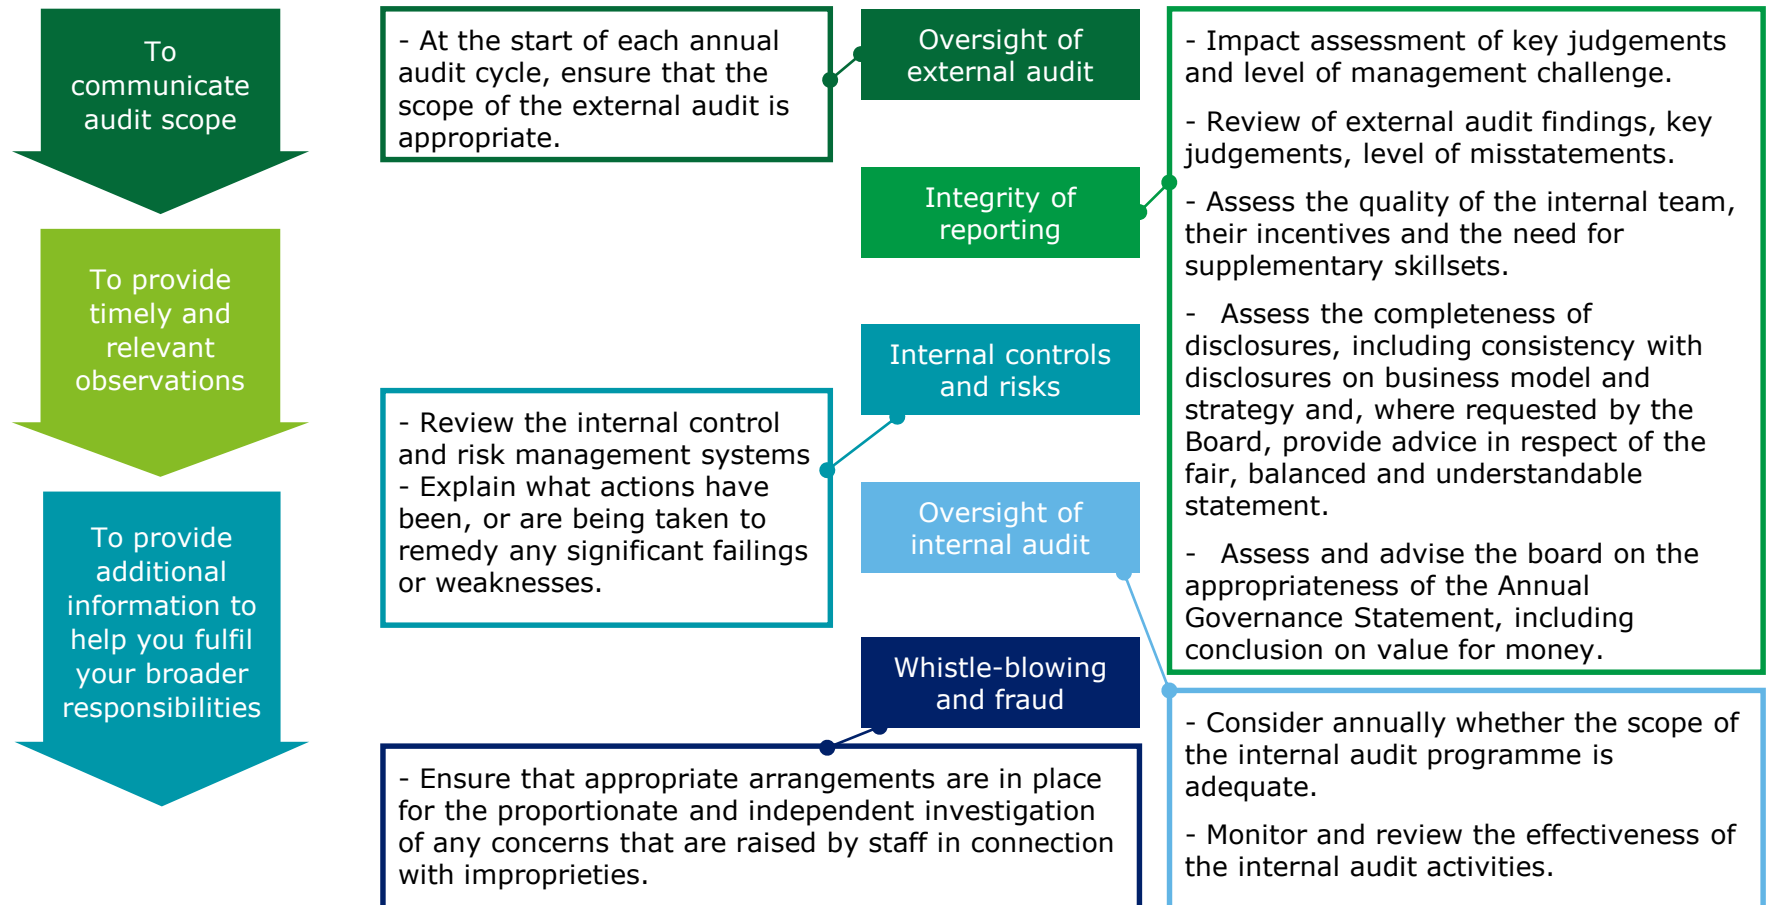 To
communicate
audit scope
To provide
timely and
relevant
observations
To provide
additional
information to
help you fulfil
your broader
responsibilities
- At the start of each annual
audit cycle, ensure that the
scope of the external audit is
appropriate.
- Review the internal control
and risk management systems
- Explain what actions have
been, or are being taken to
remedy any significant failings
or weaknesses.
Oversight of
external audit
Integrity of
reporting
Internal controls
and risks
Oversight of
internal audit
Whistle-blowing
and fraud
- Ensure that appropriate arrangements are in place
for the proportionate and independent investigation
of any concerns that are raised by staff in connection
with improprieties.
- Impact assessment of key judgements
and level of management challenge.
- Review of external audit findings, key
judgements, level of misstatements.
- Assess the quality of the internal team,
their incentives and the need for
supplementary skillsets.
- Assess the completeness of
disclosures, including consistency with
disclosures on business model and
strategy and, where requested by the
Board, provide advice in respect of the
fair, balanced and understandable
statement.
- Assess and advise the board on the
appropriateness of the Annual
Governance Statement, including
conclusion on value for money.
- Consider annually whether the scope of
the internal audit programme is
adequate.
- Monitor and review the effectiveness of
the internal audit activities.